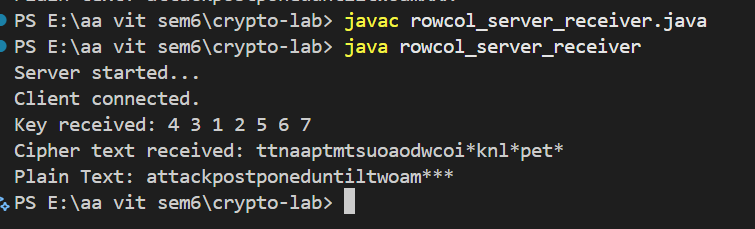 PS E:\aa vit sem6\crypto-lab> javac rowcol_server_receiver.java
PS E:\aa vit sem6\crypto-lab> java rowcol_server_receiver
Server started...
Client connected.
Key received: 4 3 1 2 5 6 7
Cipher text received: ttnaaptmtsuoaodwcoi*knl*pet*
Plain Text: attackpostponeduntiltwoam***
PS E:\aa vit sem6\crypto-lab>